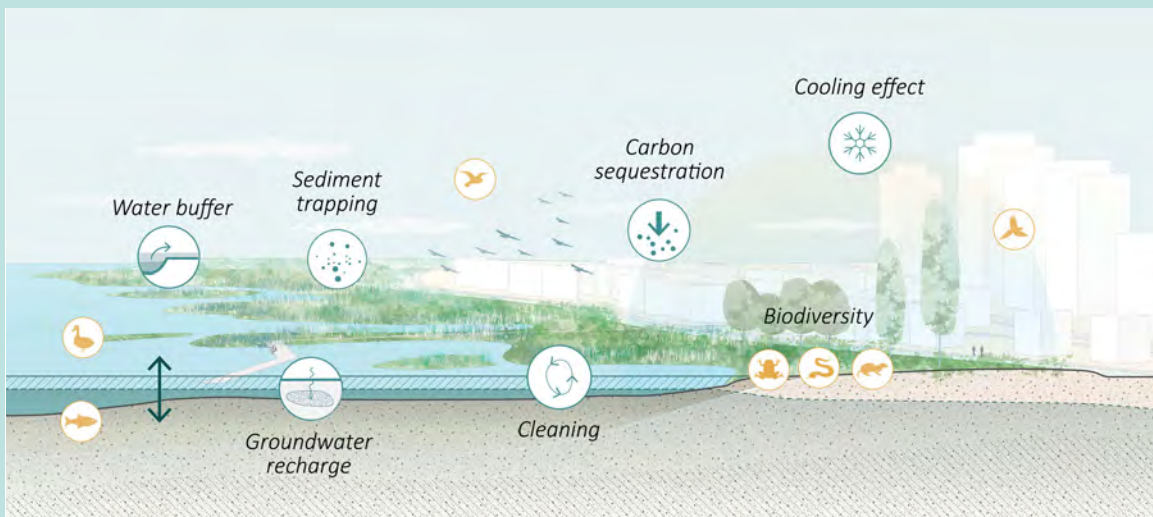 Cooling effect
Carbon
sequestration
Sediment
trapping
Water buffer
Biodiversity
Cleaning
Groundwater
recharge